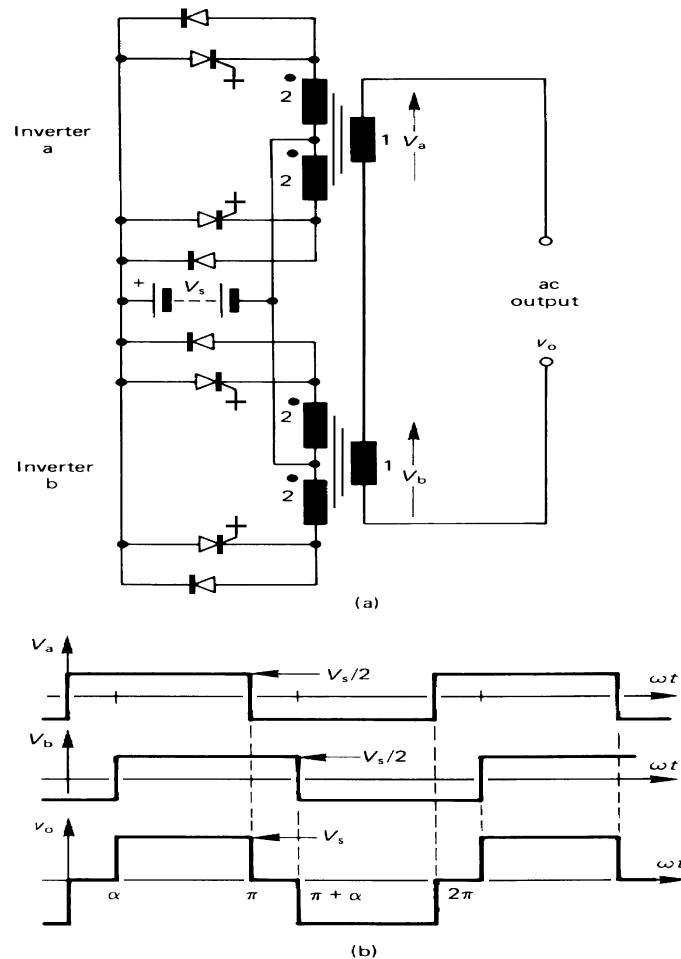 Inverter
a
2
2
1
Va
+
Vs
ac
output
vo
Inverter
b
2
2
1
Vb
(a)
Va
Vs/2
ωt
Vb
Vs/2
ωt
vo
Vs
ωt
α
π
π + α
2π
(b)